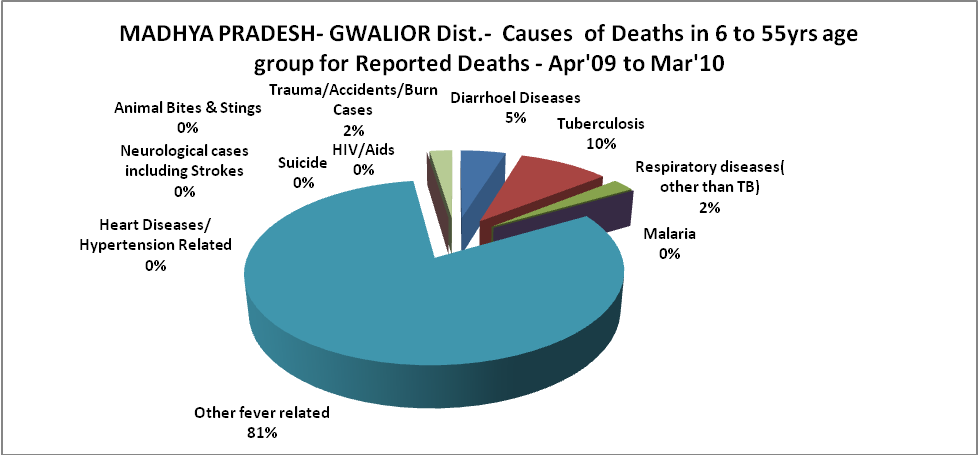 MADHYA PRADESH- GWALIOR Dist.- Causes of Deaths in 6 to 55yrs age
group for Reported Deaths - Apr'09 to Mar'10
Animal Bites & Stings
0%
Trauma/Accidents/Burn
Cases
2%
Diarrhoel Diseases
5%
Tuberculosis
10%
Neurological cases
including Strokes
0%
Suicide
0%
HIV/Aids
0%
Respiratory diseases(
other than TB)
2%
Heart Diseases/
Hypertension Related
0%
Malaria
0%
Other fever related
81%